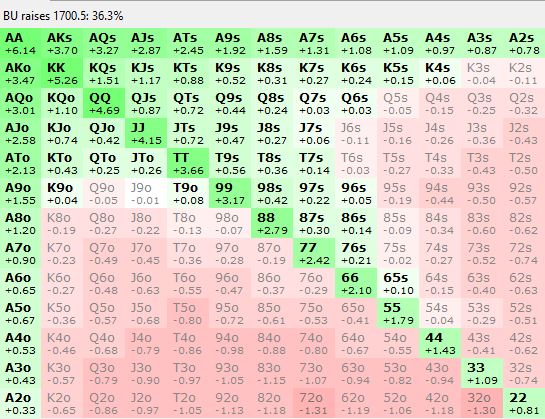 BU raises 1700.5: 36.3%
AA AKs AQs AJs ATs A9s A8s A7s A6s A5s A4s A3s A2s
+6.14 +3.70 +3.27 +2.87 +2.45 +1.92 +1.59 +1.31 +1.08 +1.09 +0.97 +0.87 +0.78
AKo KK KQs KJs KTs K9s K8s K7s K6s K5s K4s K3s K2s
+3.47 +5.26 +1.51 +1.17 +0.88 +0.52 +0.31 +0.27 +0.24 +0.15 +0.06 -0.04 -0.11
AQo KQo QQ QJs QTs Q9s Q8s Q7s Q6s Q5s Q4s Q3s Q2s
+3.01 +1.10 +4.69 +0.87 +0.72 +0.44 +0.24 +0.03 +0.03 -0.05 -0.15 -0.25 -0.32
AJo KJo QJo JJ JTs J9s J8s J7s J6s J5s J4s J3s J2s
+2.58 +0.74 +0.42 +4.15 +0.72 +0.47 +0.27 +0.06 -0.11 -0.16 -0.26 -0.36 -0.43
ATo KTo QTo JTo TT T9s T8s T7s T6s T5s T4s T3s T2s
+2.13 +0.43 +0.25 +0.26 +3.66 +0.56 +0.36 +0.14 -0.03 -0.27 -0.33 -0.43 -0.50
A9o K9o Q9o J9o T9o 99 98s 97s 96s 95s 94s 93s 92s
+1.55 +0.04 -0.05 -0.01 +0.08 +3.17 +0.42 +0.22 +0.05 -0.19 -0.44 -0.50 -0.57
A8o K8o Q8o J8o T8o 98o 88 87s 86s 85s 84s 83s 82s
+1.20 -0.19 -0.27 -0.22 -0.13 -0.07 +2.79 +0.30 +0.14 -0.08 -0.34 -0.60 -0.62
A7o K7o Q7o J7o T7o 97o 87o 77 76s 75s 74s 73s 72s
+0.90 -0.23 -0.49 -0.45 -0.36 -0.28 -0.19 +2.42 +0.21 -0.02 -0.27 -0.52 -0.74
A6o K6o Q6o J6o T6o 96o 86o 76o 66 65s 64s 63s 62s
+0.65 -0.27 -0.48 -0.63 -0.55 -0.47 -0.37 -0.29 +2.10 +0.10 -0.15 -0.40 -0.63
A5o K5o Q5o J5o T5o 95o 85o 75o 65o 55 54s 53s 52s
+0.67 -0.36 -0.57 -0.68 -0.80 -0.72 -0.61 -0.53 -0.41 +1.79 -0.04 -0.29 -0.51
A4o K4o Q4o J4o T4o 94o 84o 74o 64o 54o 44 43s 42s
+0.53 -0.46 -0.68 -0.79 -0.86 -0.98 -0.88 -0.80 -0.67 -0.55 +1.43 -0.41 -0.62
A3o K3o Q3o J3o T3o 93o 83o 73o 63o 53o 43o 33 32s
+0.43 -0.57 -0.79 -0.90 -0.97 -1.05 -1.15 -1.07 -0.94 -0.82 -0.94 +1.09 -0.74
A2o K2o Q2o J2o T2o 92o 82o 72o 62o 52o 42o 32o 22
+0.33 -0.65 -0.86 -0.97 -1.05 -1.13 -1.18 -1.31 -1.19 -1.06 -1.18 -1.30 +0.81